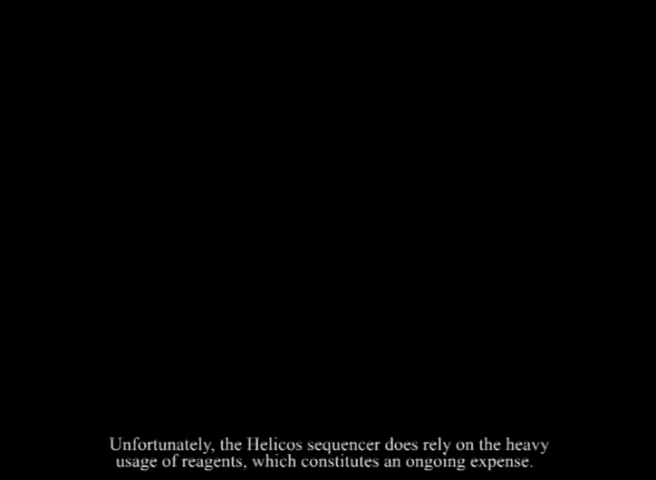 Unfortunately, the Helicos sequencer does rely on the heavy
usage of reagents, which constitutes an ongoing expense.